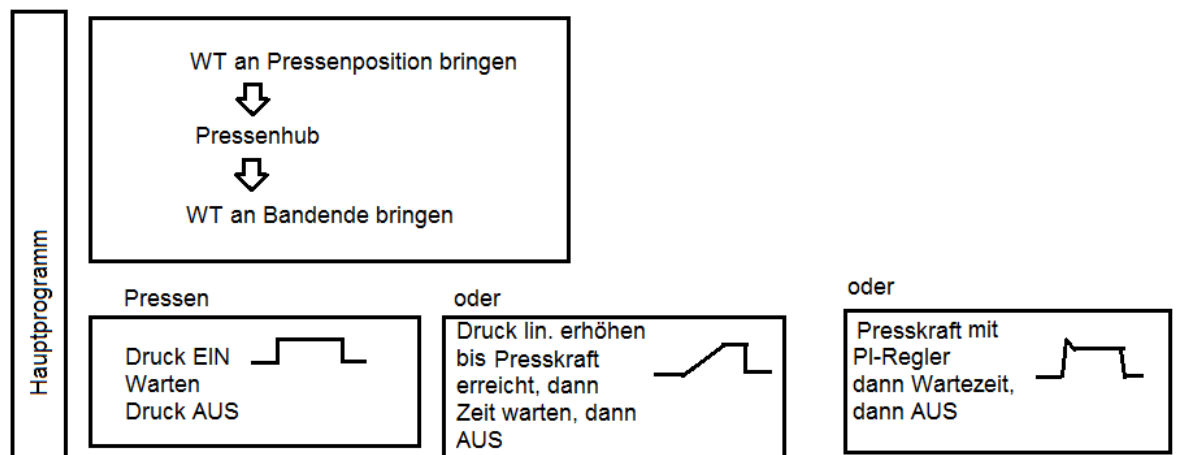 Hauptprogramm
WT an Pressenposition bringen
Pressenhub
WT an Bandende bringen
Pressen
Druck EIN
Warten
Druck AUS
oder
Druck lin. erhöhen
bis Presskraft
erreicht, dann
Zeit warten, dann
AUS
oder
Presskraft mit
PI-Regler
dann Wartezeit,
dann AUS